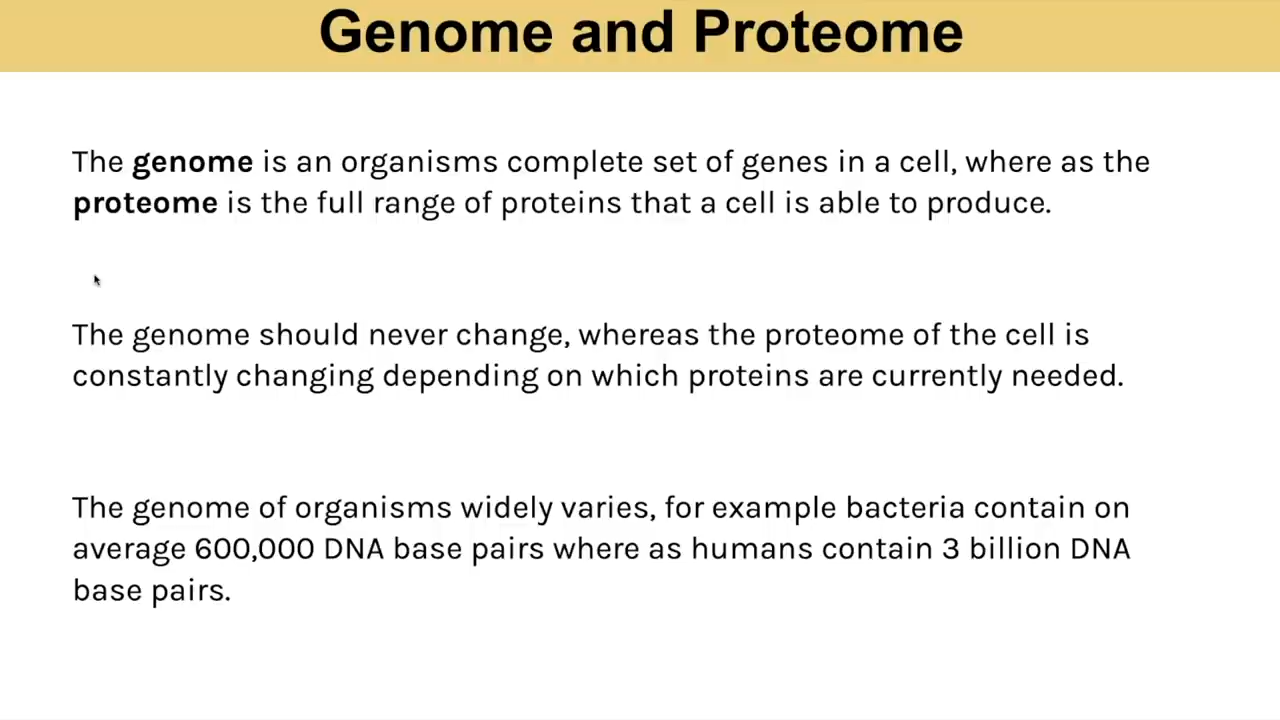 Genome and Proteome
The genome is an organisms complete set of genes in a cell, where as the
proteome is the full range of proteins that a cell is able to produce.
The genome should never change, whereas the proteome of the cell is
constantly changing depending on which proteins are currently needed.
The genome of organisms widely varies, for example bacteria contain on
average 600,000 DNA base pairs where as humans contain 3 billion DNA
base pairs.